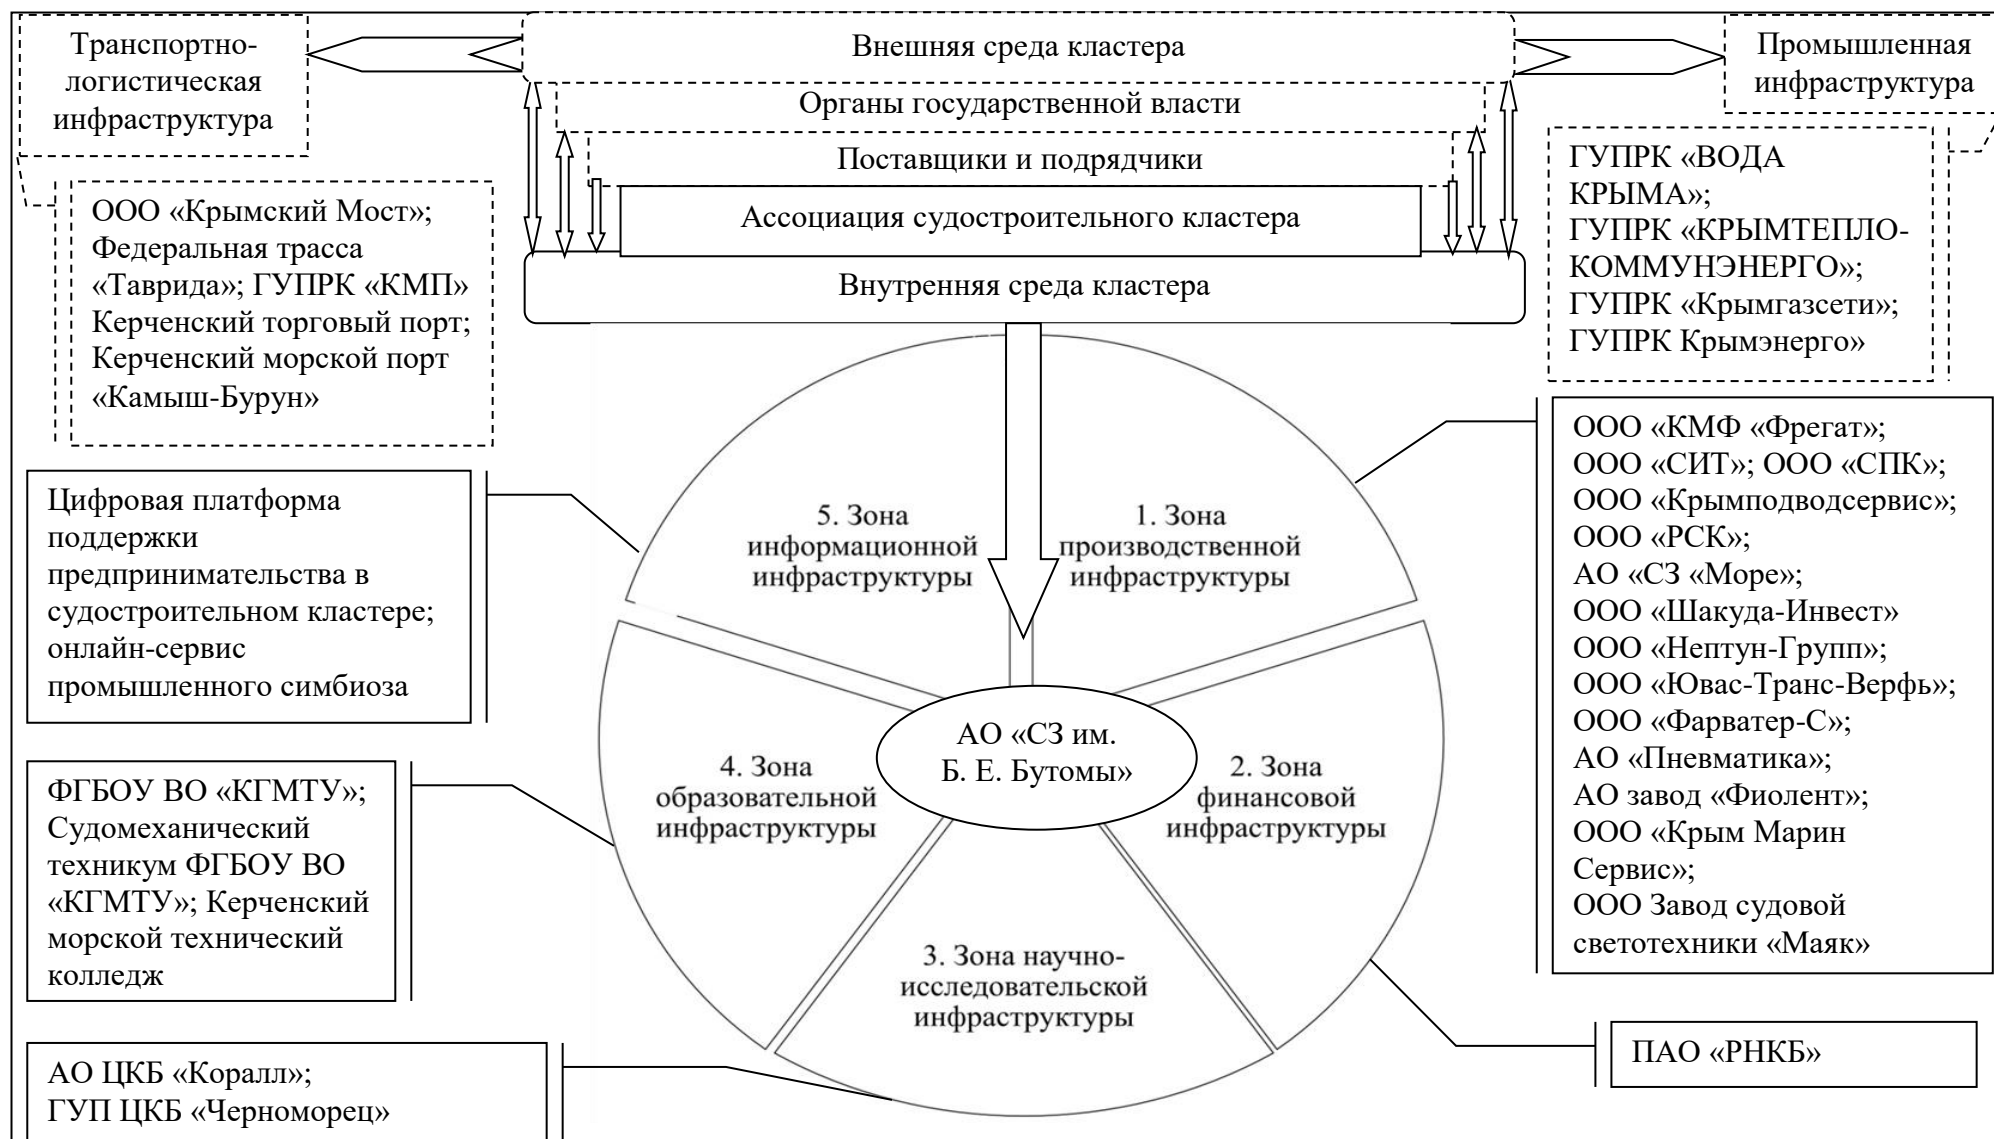 Транспортно-
логистическая
инфраструктура
Внешняя среда кластера
Промышленная
инфраструктура
Органы государственной власти
Поставщики и подрядчики
Ассоциация судостроительного кластера
Внутренняя среда кластера
ООО «Крымский Мост»;
Федеральная трасса
«Таврида»; ГУПРК «КМП»
Керченский торговый порт;
Керченский морской порт
«Камыш-Бурун»
ГУПРК «ВОДА
КРЫМА»;
ГУПРК «КРЫМТЕПЛО-
КОММУНЭНЕРГО»;
ГУПРК «Крымгазсети»;
ГУПРК Крымэнерго»
Цифровая платформа
поддержки
предпринимательства в
судостроительном кластере;
онлайн-сервис
промышленного симбиоза
5. Зона
информационной
инфраструктуры
1. Зона
производственной
инфраструктуры
ООО «КМФ «Фрегат»;
ООО «СИТ»; ООО «СПК»;
ООО «Крымподводсервис»;
ООО «РСК»;
АО «СЗ «Море»;
ООО «Шакуда-Инвест»
ООО «Нептун-Групп»;
ООО «Ювас-Транс-Верфь»;
ООО «Фарватер-С»;
АО «Пневматика»;
АО завод «Фиолент»;
ООО «Крым Марин
Сервис»;
ООО Завод судовой
светотехники «Маяк»
АО «СЗ им.
Б. Е. Бутомы»
ФГБОУ ВО «КГМТУ»;
Судомеханический
техникум ФГБОУ ВО
«КГМТУ»; Керченский
морской технический
колледж
4. Зона
образовательной
инфраструктуры
2. Зона
финансовой
инфраструктуры
3. Зона научно-
исследовательской
инфраструктуры
АО ЦКБ «Коралл»;
ГУП ЦКБ «Черноморец»
ПАО «РНКБ»